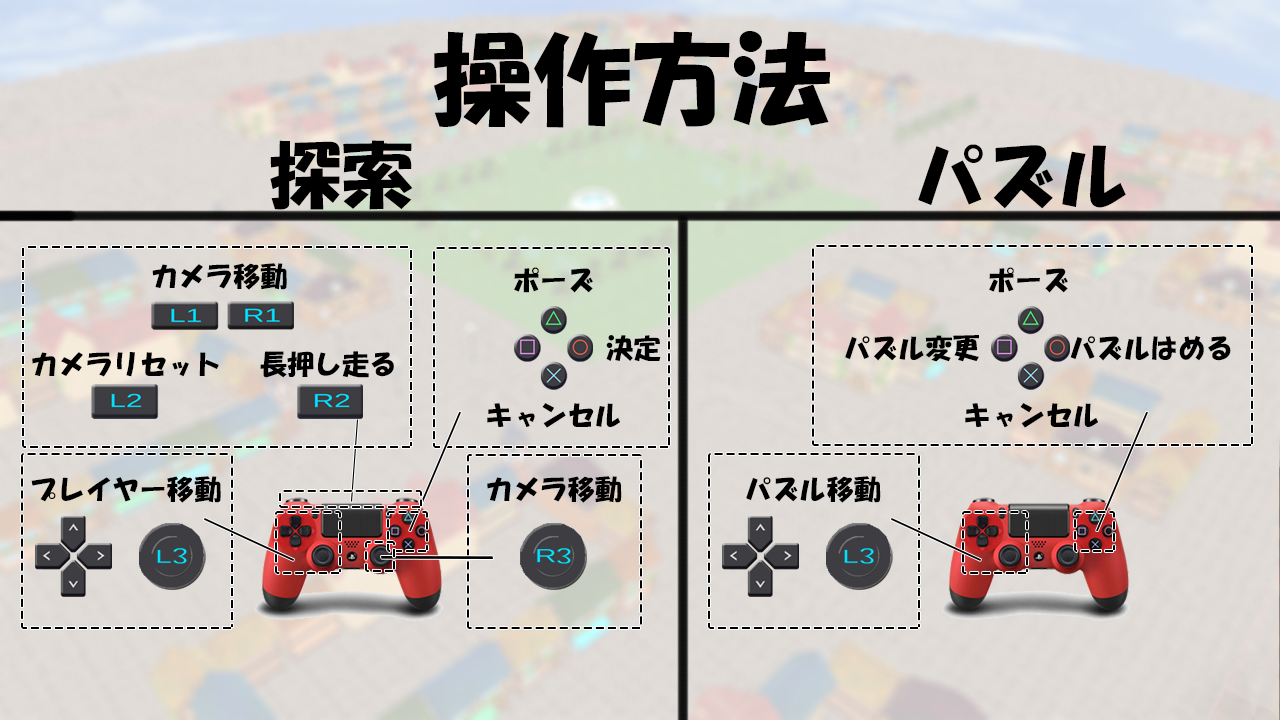 操作方法
探索
パズル
カメラ移動
L1 R1
カメラリセット 長押し走る
L2 R2
ポーズ
決定
キャンセル
プレイヤー移動
L3
カメラ移動
R3
ポーズ
パズル変更 パズルはめる
キャンセル
パズル移動
L3